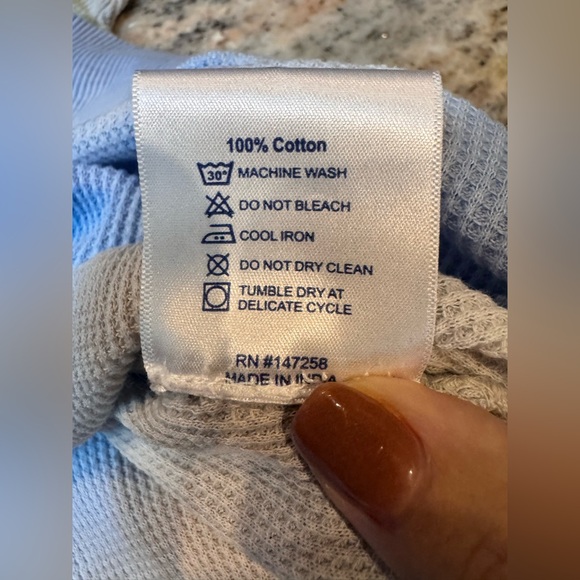 100% Cotton
30° MACHINE WASH
DO NOT BLEACH
COOL IRON
DO NOT DRY CLEAN
TUMBLE DRY AT
DELICATE CYCLE
RN #147258
MADE IN INDIA